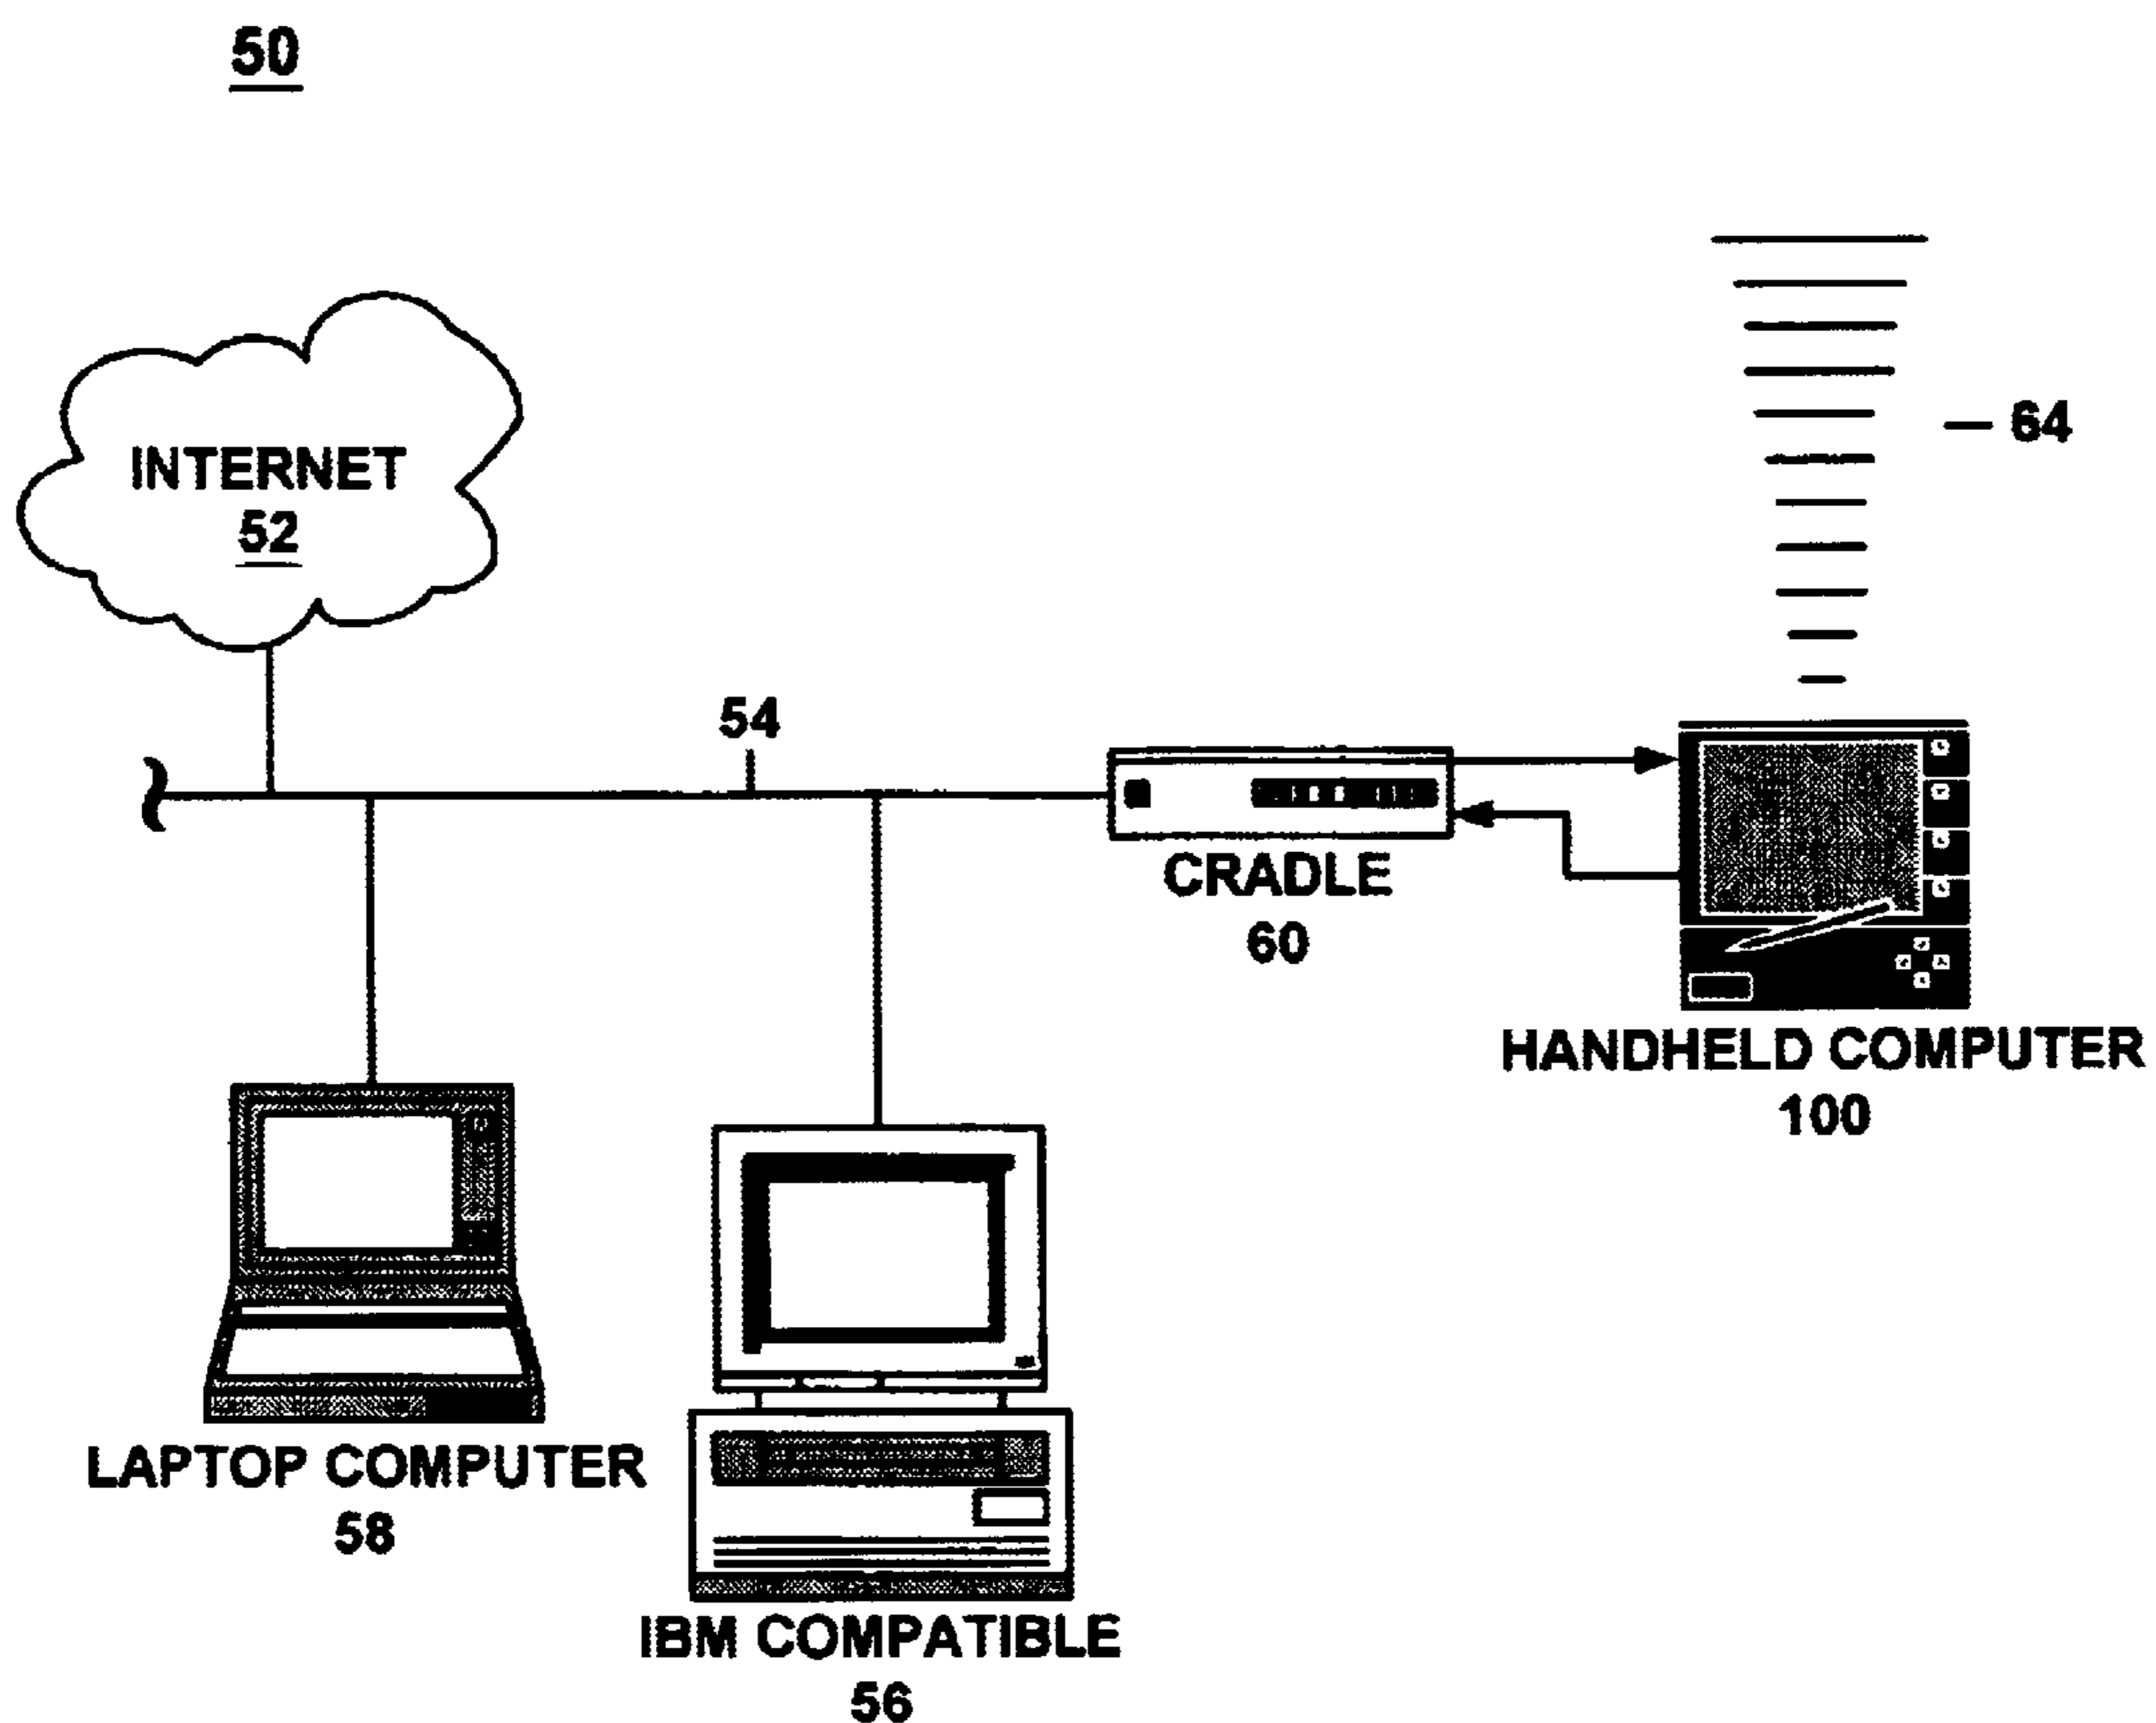 50
INTERNET
52
64
54
CRADLE
60
HANDHELD COMPUTER
100
LAPTOP COMPUTER
58
IBM COMPATIBLE
56